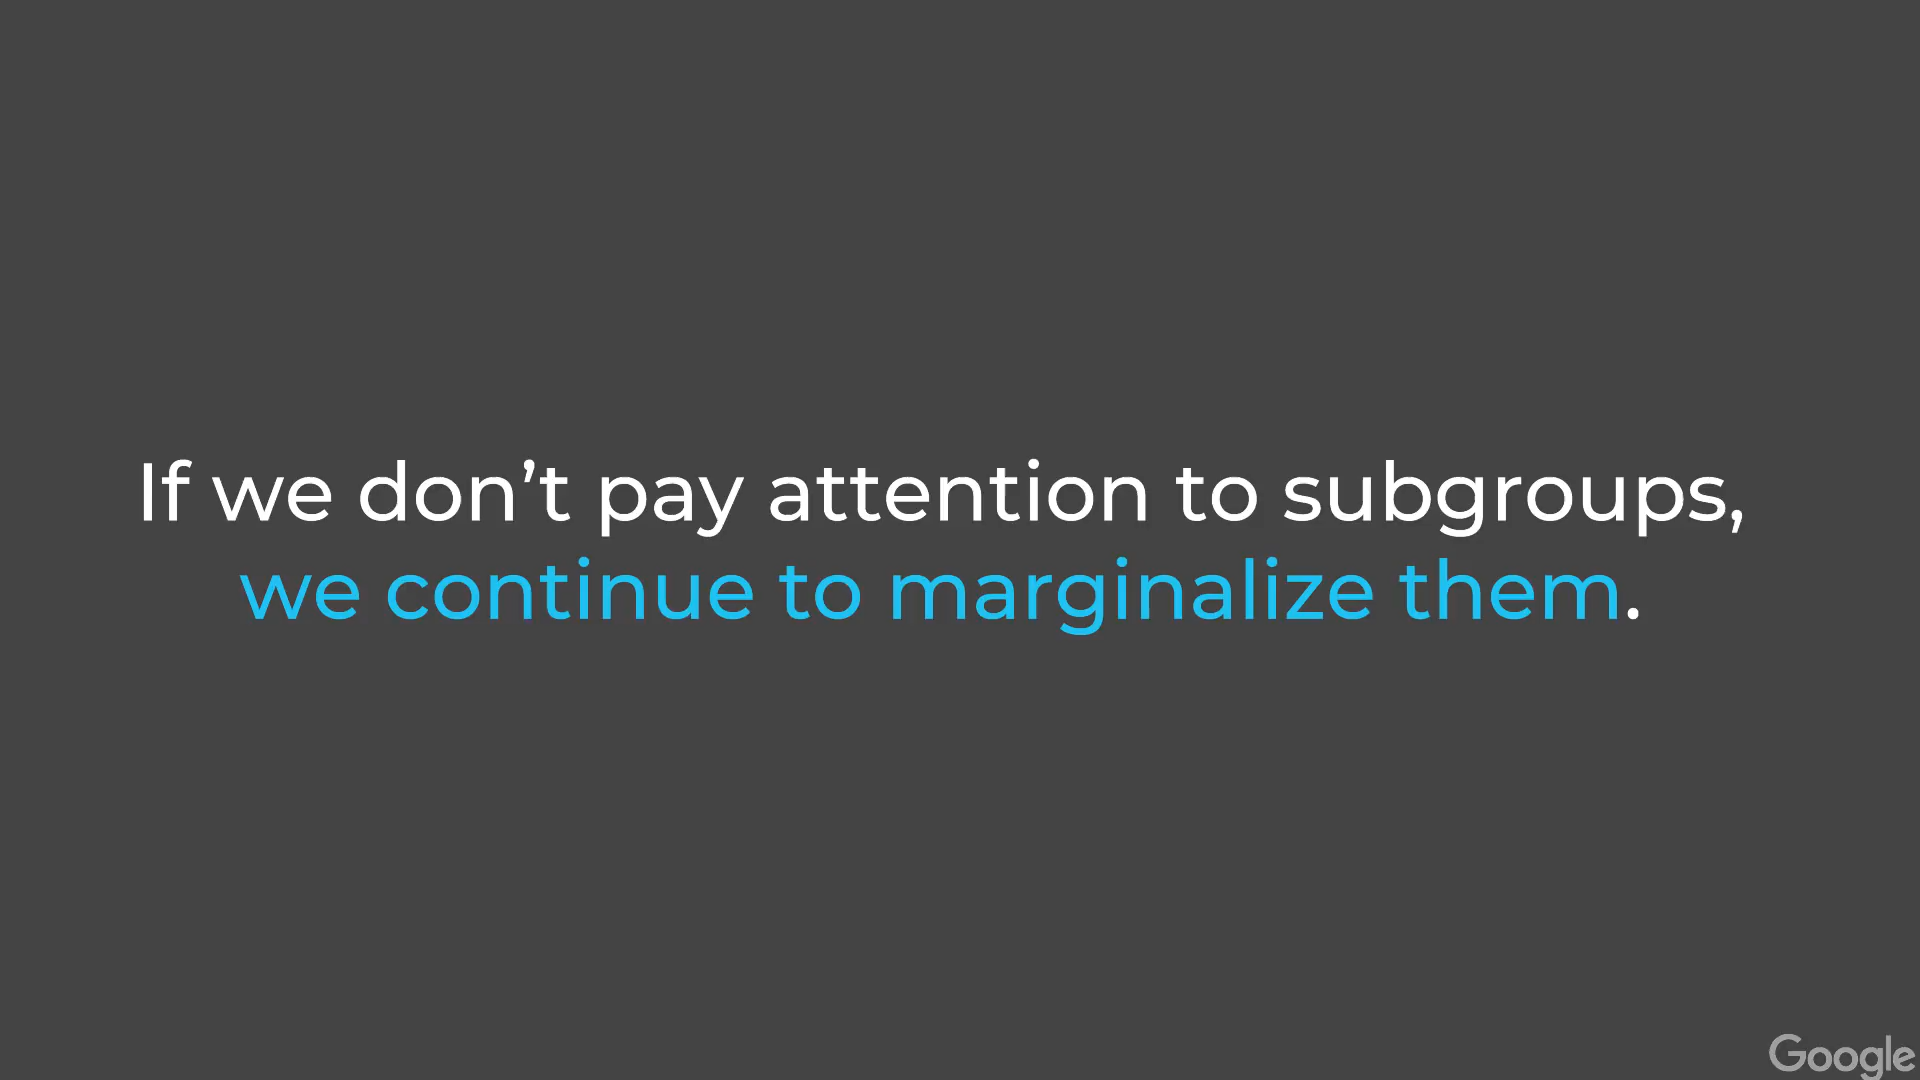 If we don’t pay attention to subgroups,
we continue to marginalize them.
Google